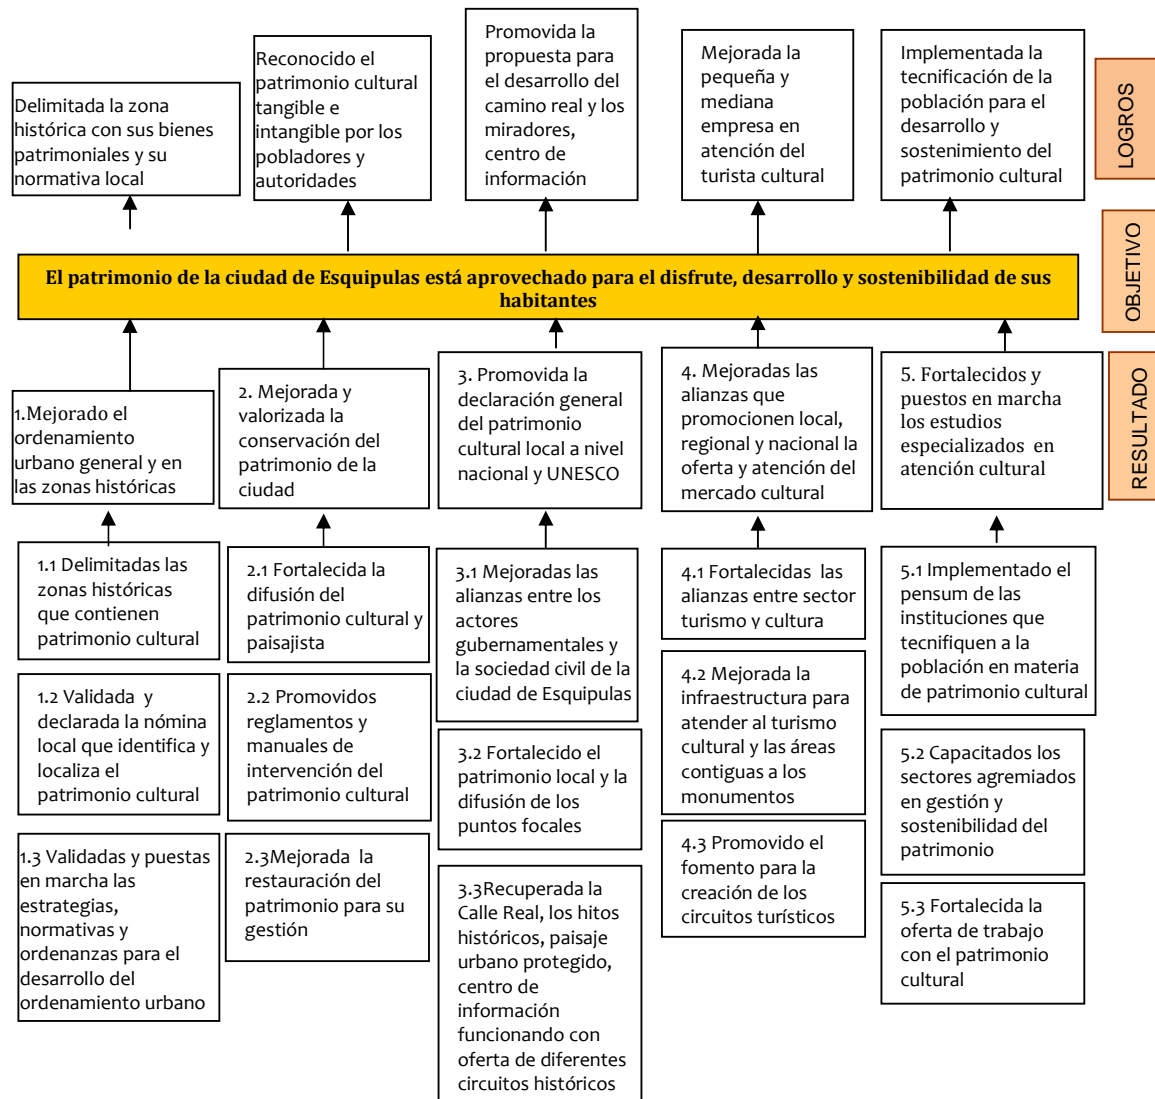 Delimitada la zona
histórica con sus bienes
patrimoniales y su
normativa local
Reconocido el
patrimonio cultural
tangible e
intangible por los
pobladores y
autoridades
Promovida la
propuesta para
el desarrollo del
camino real y los
miradores,
centro de
información
Mejorada la
pequeña y
mediana
empresa en
atención del
turista cultural
Implementada la
tecnificación de la
población para el
desarrollo y
sostenimiento del
patrimonio cultural
LOGROS
El patrimonio de la ciudad de Esquipulas está aprovechado para el disfrute, desarrollo y sostenibilidad de sus
habitantes
OBJETIVO
1.Mejorado el
ordenamiento
urbano general y en
las zonas históricas
2. Mejorada y
valorizada la
conservación del
patrimonio de la
ciudad
3. Promovida la
declaración general
del patrimonio
cultural local a nivel
nacional y UNESCO
4. Mejoradas las
alianzas que
promocionen local,
regional y nacional la
oferta y atención del
mercado cultural
5. Fortalecidos y
puestos en marcha
los estudios
especializados en
atención cultural
RESULTADO
1.1 Delimitadas las
zonas históricas
que contienen
patrimonio cultural
1.2 Validada y
declarada la nómina
local que identifica y
localiza el
patrimonio cultural
1.3 Validadas y puestas
en marcha las
estrategias,
normativas y
ordenanzas para el
desarrollo del
ordenamiento urbano
2.1 Fortalecida la
difusión del
patrimonio cultural y
paisajista
2.2 Promovidos
reglamentos y
manuales de
intervención del
patrimonio cultural
2.3Mejorada la
restauración del
patrimonio para su
gestión
3.1 Mejoradas las
alianzas entre los
actores
gubernamentales y
la sociedad civil de la
ciudad de Esquipulas
3.2 Fortalecido el
patrimonio local y la
difusión de los
puntos focales
3.3Recuperada la
Calle Real, los hitos
históricos, paisaje
urbano protegido,
centro de
información
funcionando con
oferta de diferentes
circuitos históricos
4.1 Fortalecidas las
alianzas entre sector
turismo y cultura
4.2 Mejorada la
infraestructura para
atender al turismo
cultural y las áreas
contiguas a los
monumentos
4.3 Promovido el
fomento para la
creación de los
circuitos turísticos
5.1 Implementado el
pensum de las
instituciones que
tecnifiquen a la
población en materia
de patrimonio cultural
5.2 Capacitados los
sectores agremiados
en gestión y
sostenibilidad del
patrimonio
5.3 Fortalecida la
oferta de trabajo
con el patrimonio
cultural